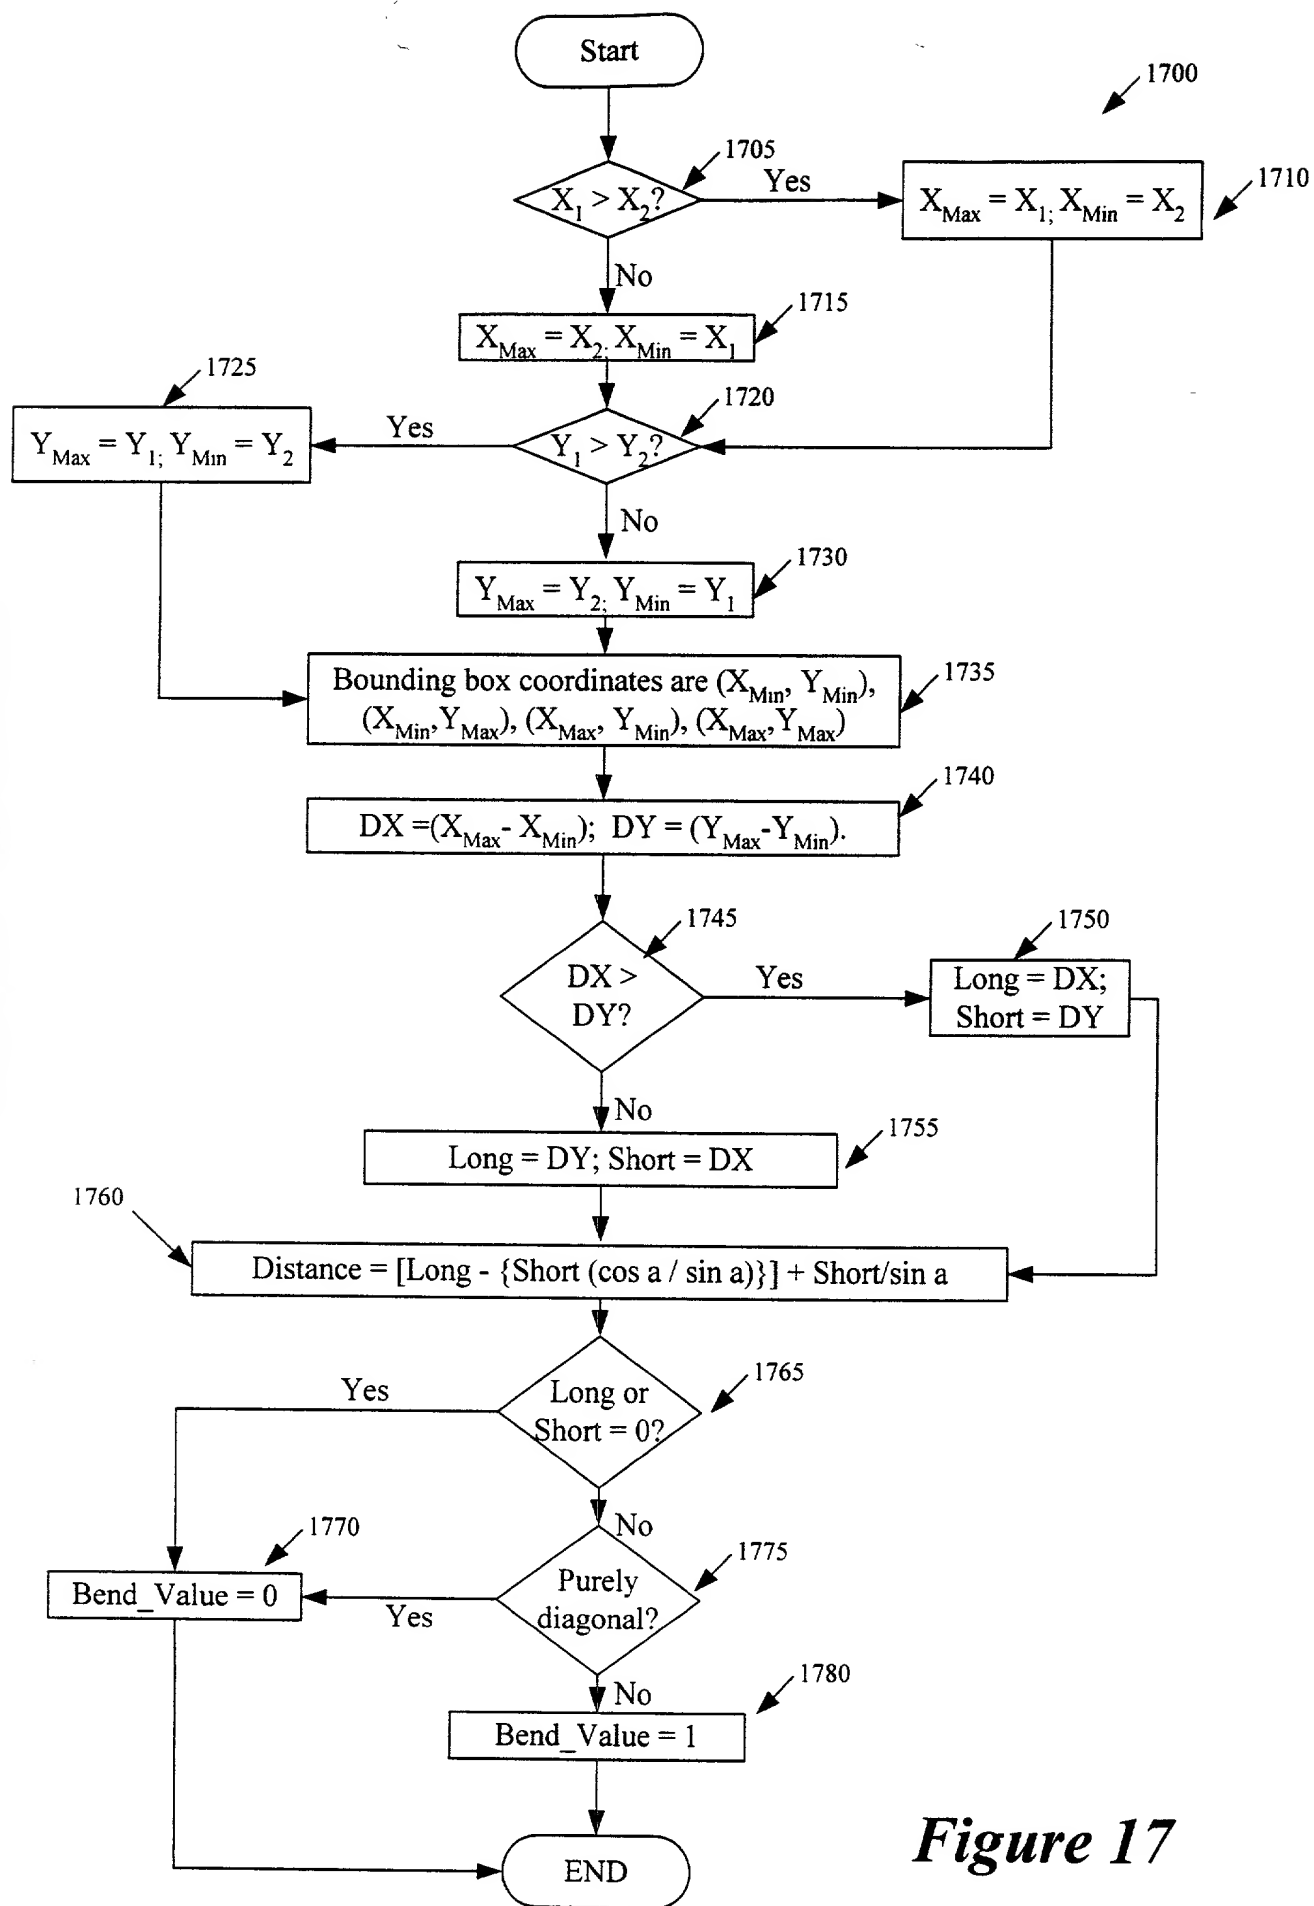 Start
1700
1705
X1 > X2?
Yes
XMax = X1; XMin = X2
1710
No
1715
XMax = X2; XMin = X1
1725
1720
YMax = Y1; YMin = Y2
Yes
Y1 > Y2?
No
1730
YMax = Y2; YMin = Y1
Bounding box coordinates are (XMin, YMin),
(XMin,YMax), (XMax, YMin), (XMax,YMax)
1735
1740
DX =(XMax- XMin); DY = (YMax-YMin).
1745
DX >
DY?
Yes
1750
Long = DX;
Short = DY
No
1755
Long = DY; Short = DX
1760
Distance = [Long - {Short (cos a / sin a)}] + Short/sin a
1765
Yes
Long or
Short = 0?
No
1770
1775
Bend_Value = 0
Yes
Purely
diagonal?
No
1780
Bend_Value = 1
END
Figure 17